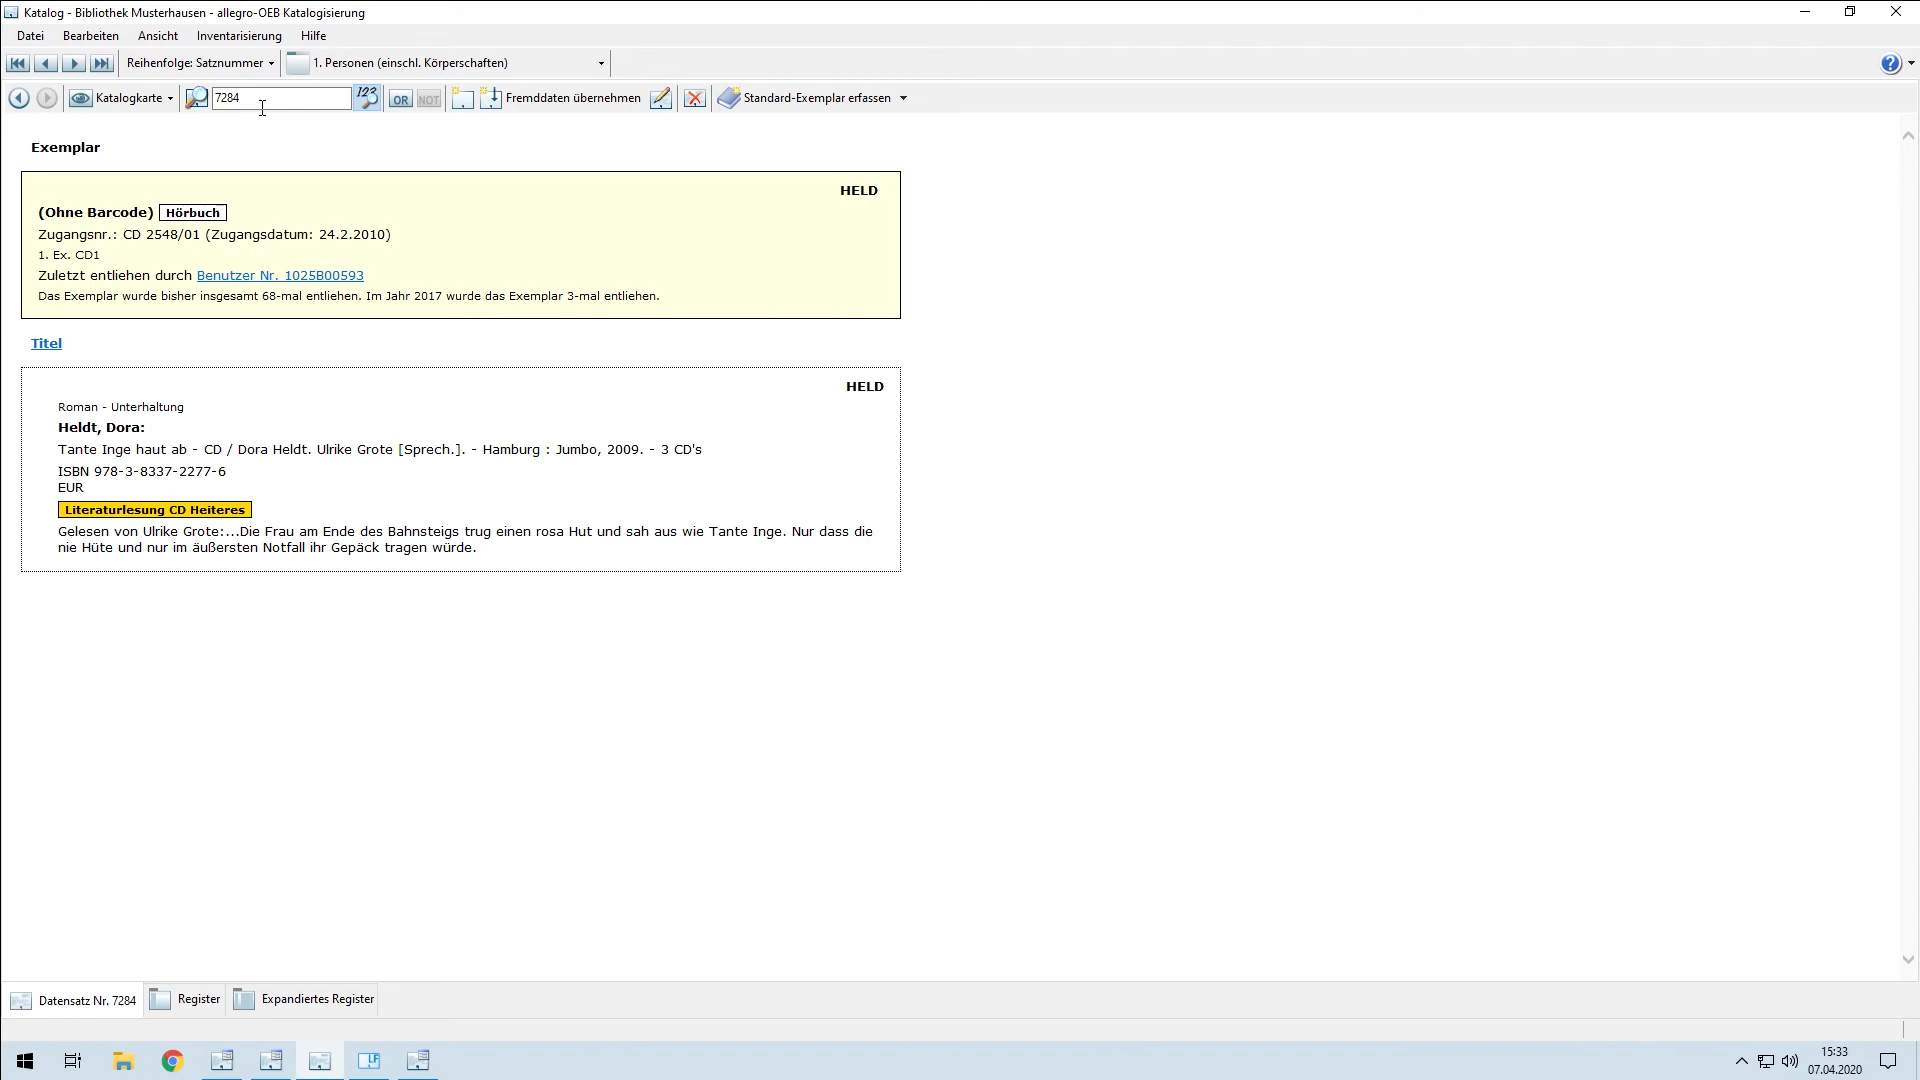 Katalog - Bibliothek Musterhausen - allegro-OEB Katalogisierung
Datei Bearbeiten Ansicht Inventarisierung Hilfe
Reihenfolge: Satznummer 1. Personen (einschl. Körperschaften) ?
Katalogkarte 7284 123 OR NOT Fremddaten übernehmen Standard-Exemplar erfassen
Exemplar
HELD
(Ohne Barcode) Hörbuch
Zugangsnr.: CD 2548/01 (Zugangsdatum: 24.2.2010)
1. Ex. CD1
Zuletzt entliehen durch Benutzer Nr. 1025B00593
Das Exemplar wurde bisher insgesamt 68-mal entliehen. Im Jahr 2017 wurde das Exemplar 3-mal entliehen.
Titel
HELD
Roman - Unterhaltung
Heldt, Dora:
Tante Inge haut ab - CD / Dora Heldt. Ulrike Grote [Sprech.]. - Hamburg : Jumbo, 2009. - 3 CD's
ISBN 978-3-8337-2277-6
EUR
Literaturlesung CD Heiteres
Gelesen von Ulrike Grote:...Die Frau am Ende des Bahnsteigs trug einen rosa Hut und sah aus wie Tante Inge. Nur dass die
nie Hüte und nur im äußersten Notfall ihr Gepäck tragen würde.
Datensatz Nr. 7284 Register Expandiertes Register
LF
15:33
07.04.2020